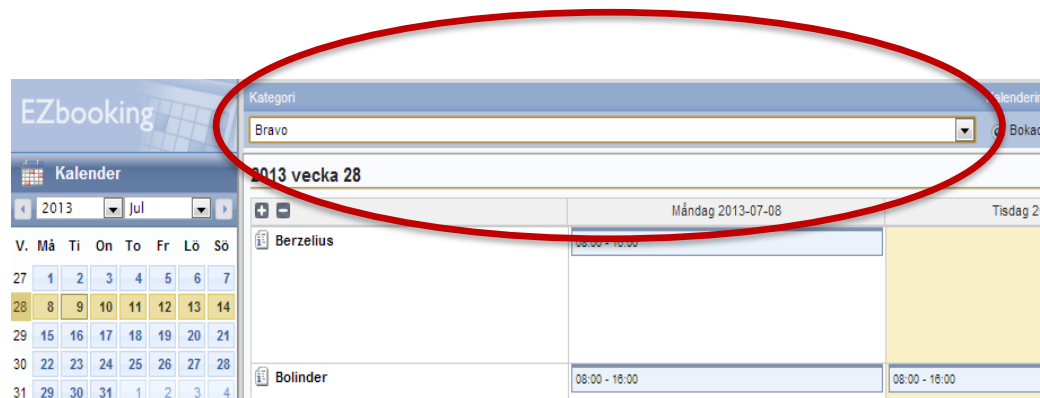 EZbooking
Kategori
Bravo
Kalender
2013 Jul
V. Må Ti On To Fr Lö Sö
27 1 2 3 4 5 6 7
28 8 9 10 11 12 13 14
29 15 16 17 18 19 20 21
30 22 23 24 25 26 27 28
31 29 30 31 1 2 3 4
2013 vecka 28
Måndag 2013-07-08 Tisdag
Berzelius
08:00 - 16:00
Bolinder
08:00 - 16:00 08:00 - 16:00